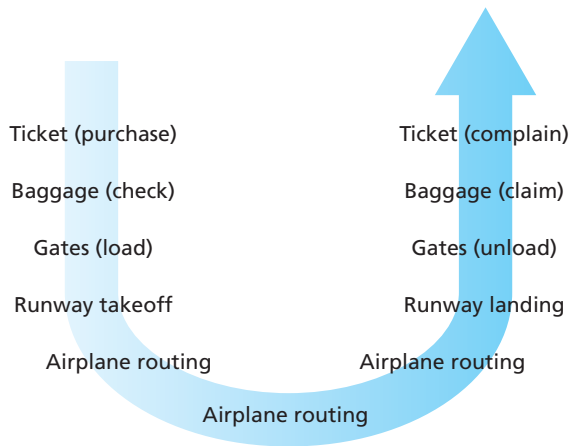 Ticket (purchase)
Ticket (complain)
Baggage (check)
Baggage (claim)
Gates (load)
Gates (unload)
Runway takeoff
Runway landing
Airplane routing
Airplane routing
Airplane routing